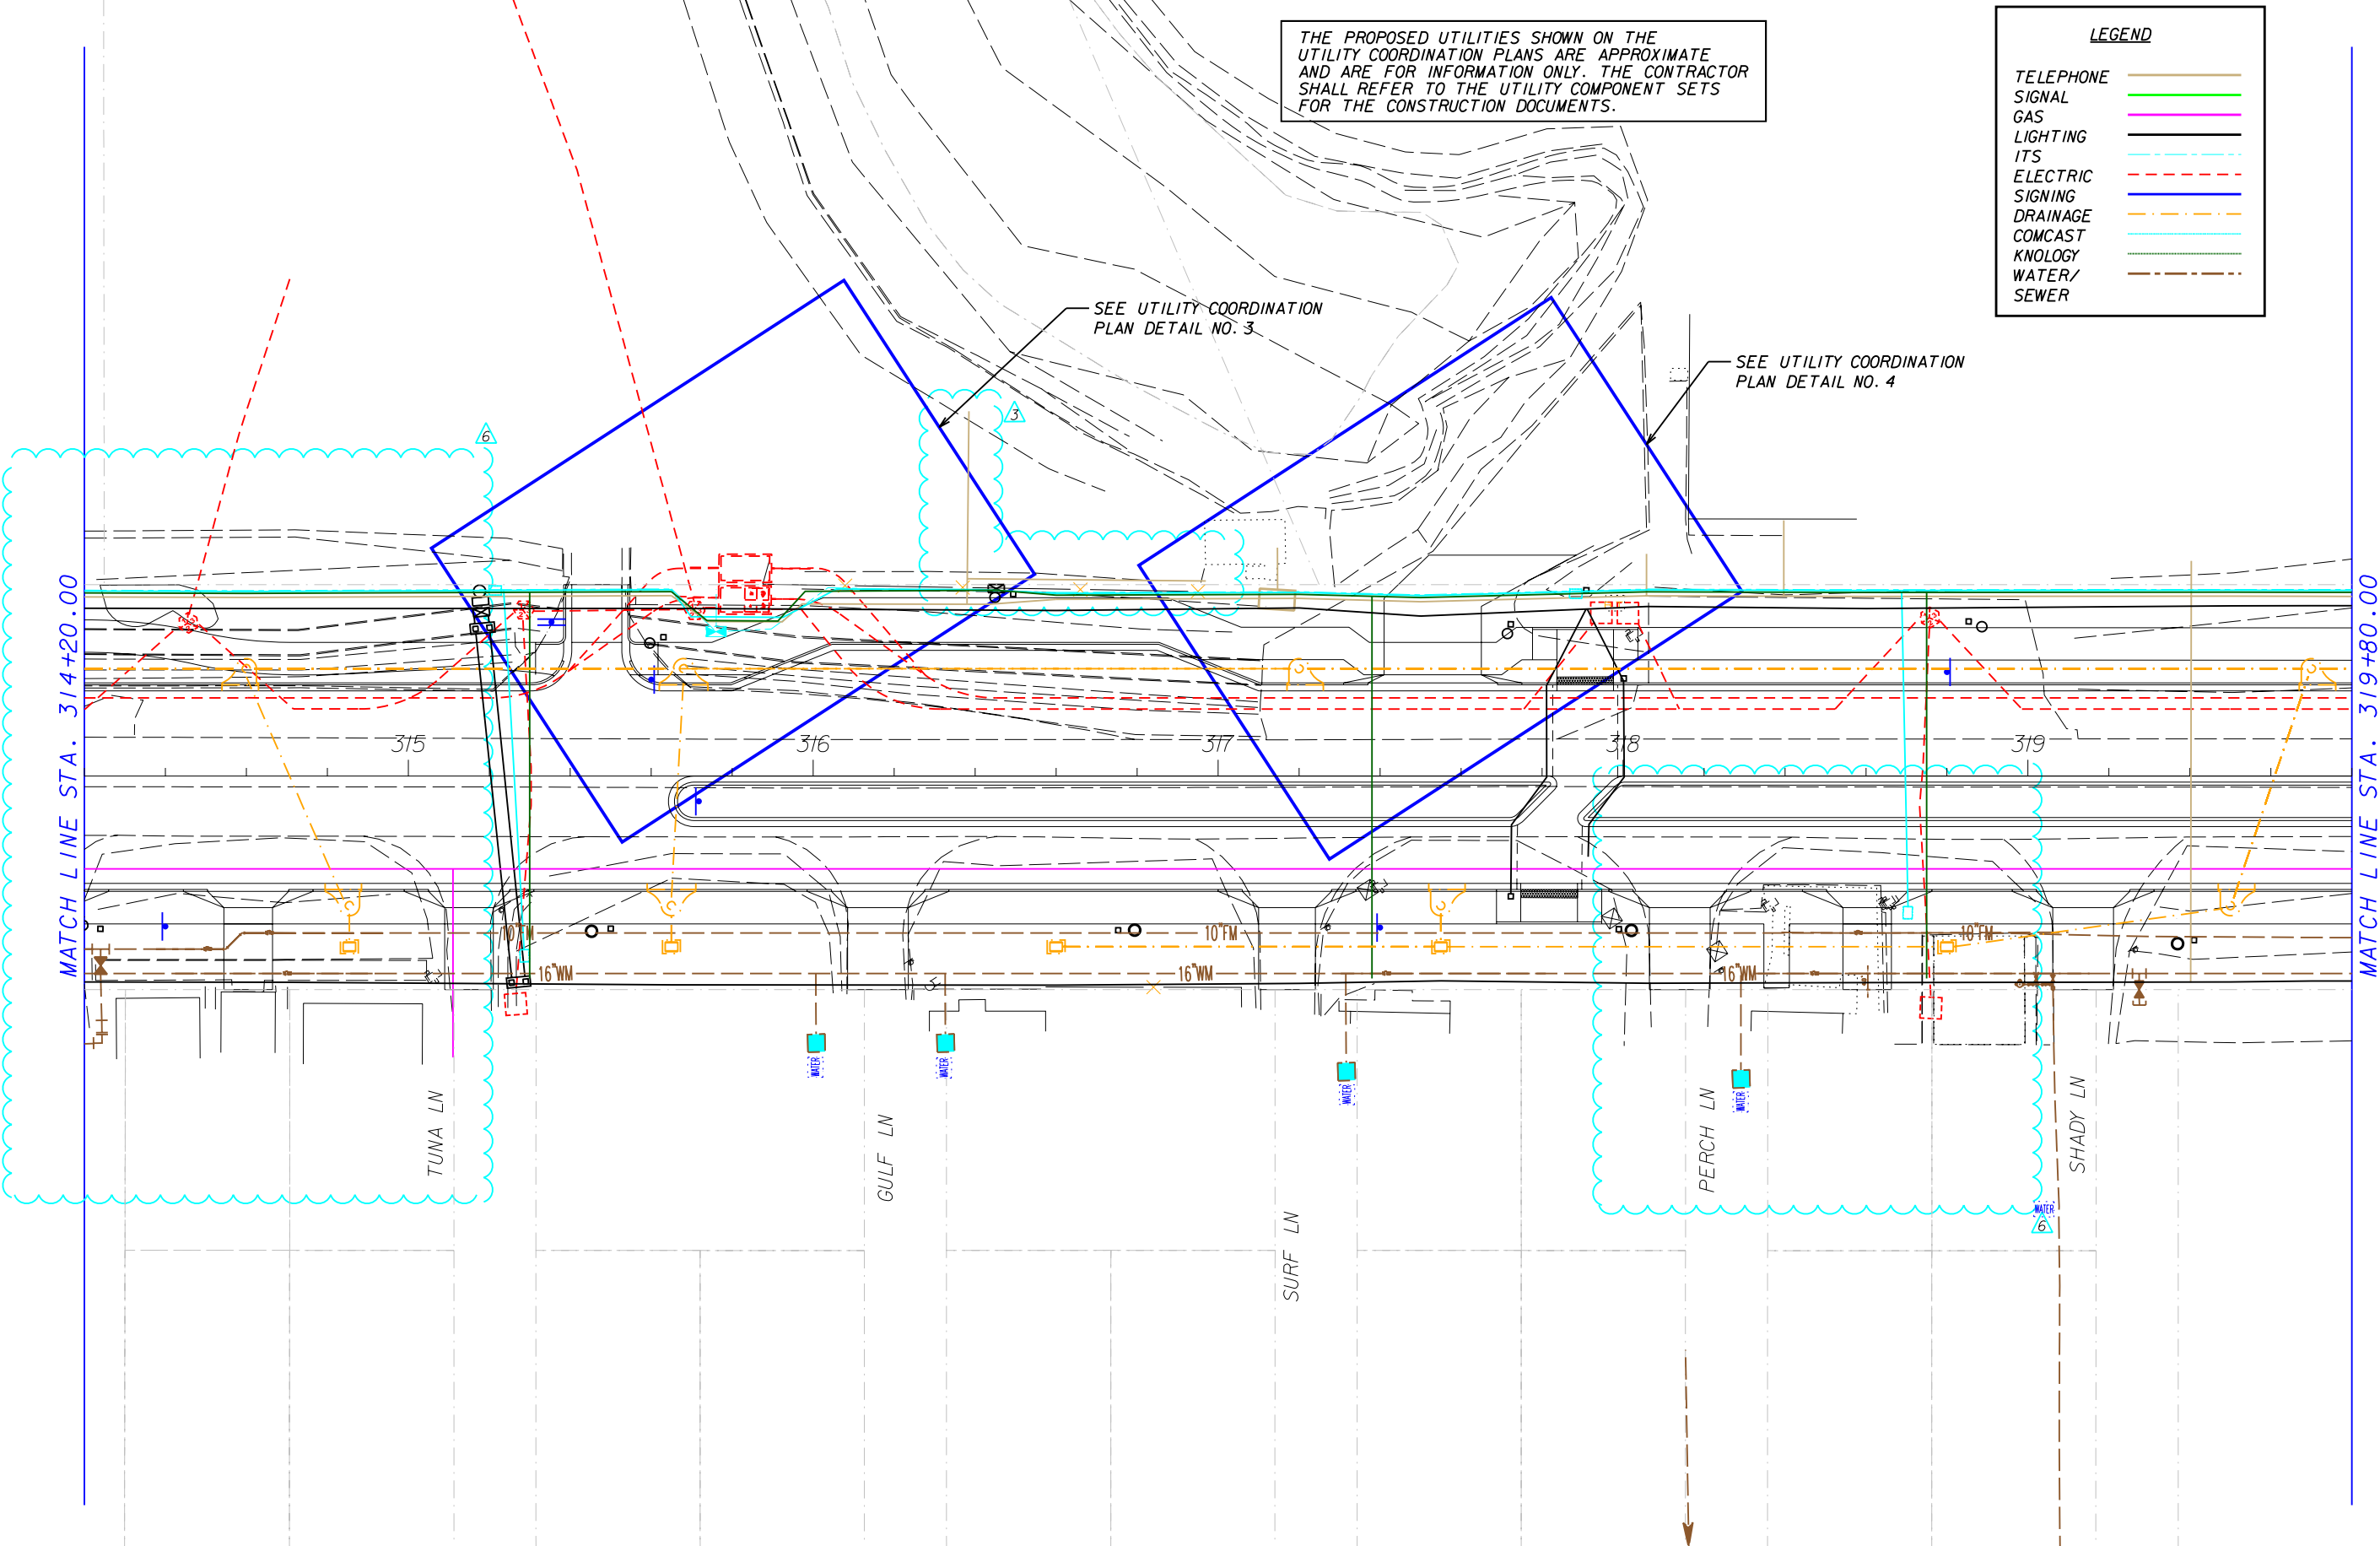 THE PROPOSED UTILITIES SHOWN ON THE
UTILITY COORDINATION PLANS ARE APPROXIMATE
AND ARE FOR INFORMATION ONLY. THE CONTRACTOR
SHALL REFER TO THE UTILITY COMPONENT SETS
FOR THE CONSTRUCTION DOCUMENTS.
LEGEND
TELEPHONE
SIGNAL
GAS
LIGHTING
ITS
ELECTRIC
SIGNING
DRAINAGE
COMCAST
KNOLOGY
WATER/
SEWER
SEE UTILITY COORDINATION
PLAN DETAIL NO. 3
SEE UTILITY COORDINATION
PLAN DETAIL NO. 4
3
6
MATCH LINE STA. 314+20.00
MATCH LINE STA. 319+80.00
315
316
317
318
319
10"FM
10"FM
10"FM
16"WM
16"WM
16"WM
WATER
WATER
WATER
WATER
TUNA LN
GULF LN
SURF LN
PERCH LN
SHADY LN
WATER
6